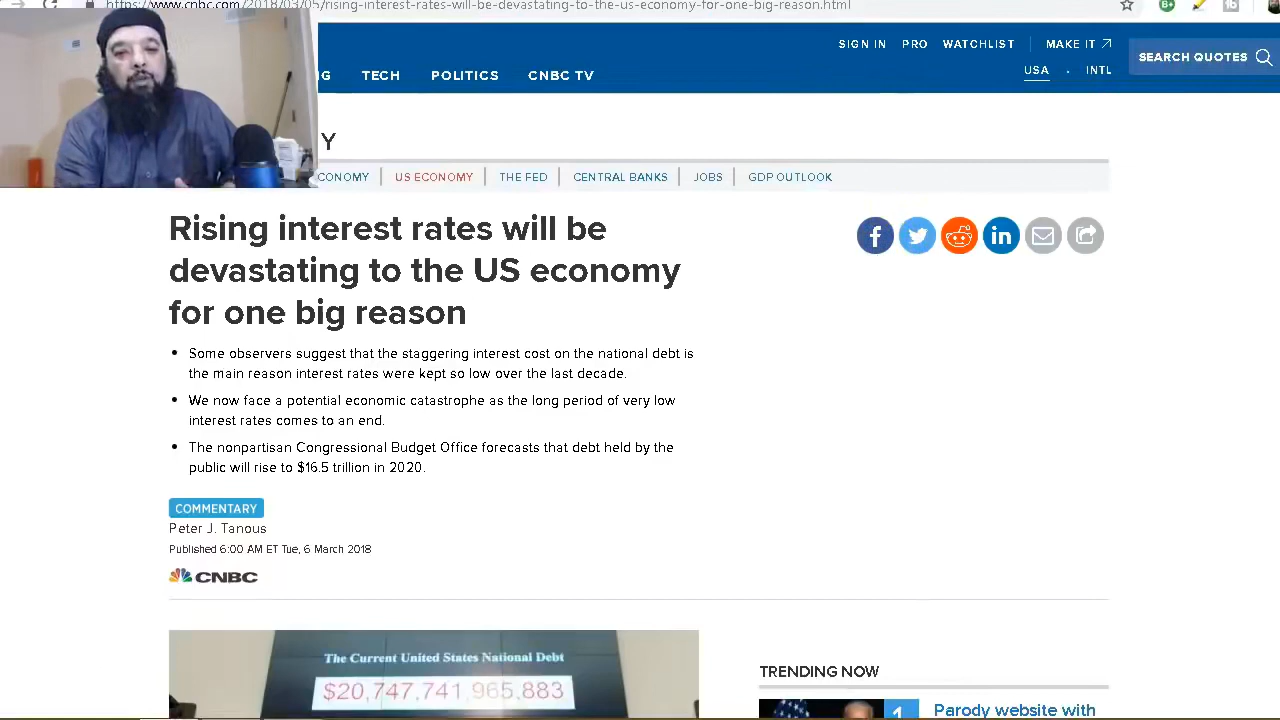 https://www.cnbc.com/2018/03/05/rising-interest-rates-will-be-devastating-to-the-us-economy-for-one-big-reason.html
SIGN IN PRO WATCHLIST MAKE IT
SEARCH QUOTES
USA · INTL
G TECH POLITICS CNBC TV
Y
CONOMY US ECONOMY THE FED CENTRAL BANKS JOBS GDP OUTLOOK
Rising interest rates will be
devastating to the US economy
for one big reason
• Some observers suggest that the staggering interest cost on the national debt is
the main reason interest rates were kept so low over the last decade.
• We now face a potential economic catastrophe as the long period of very low
interest rates comes to an end.
• The nonpartisan Congressional Budget Office forecasts that debt held by the
public will rise to $16.5 trillion in 2020.
COMMENTARY
Peter J. Tanous
Published 6:00 AM ET Tue, 6 March 2018
CNBC
The Current United States National Debt
$20,747,741,965,883
TRENDING NOW
1
Parody website with